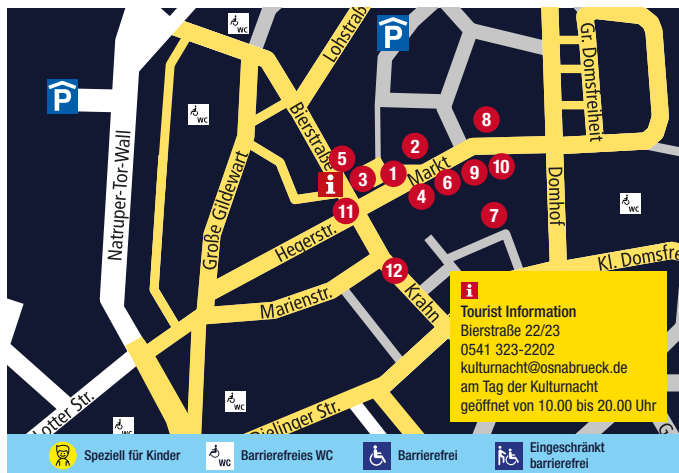 WC
Lohstraß
P
P
WC
WC
Bierstraße
Gr. Domsfreiheit
8
2
5
3
1
Markt
i
4
6
9
10
11
7
Natruper-Tor-Wall
Große Gildewart
Hegerstr.
Domhof
WC
12
Kl. Domsfrei
Marienstr.
Krahn
i
Tourist Information
Bierstraße 22/23
0541 323-2202
kulturnacht@osnabrueck.de
am Tag der Kulturnacht
geöffnet von 10.00 bis 20.00 Uhr
Lotter Str.
WC
WC
ielinger Str.
G
Speziell für Kinder
WC
Barrierefreies WC
Barrierefrei
Eingeschränkt
barrierefrei